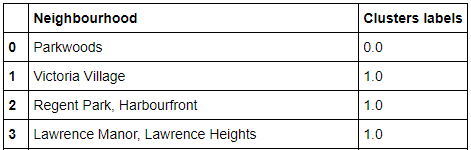 Neighbourhood Clusters labels
0 Parkwoods 0.0
1 Victoria Village 1.0
2 Regent Park, Harbourfront 1.0
3 Lawrence Manor, Lawrence Heights 1.0